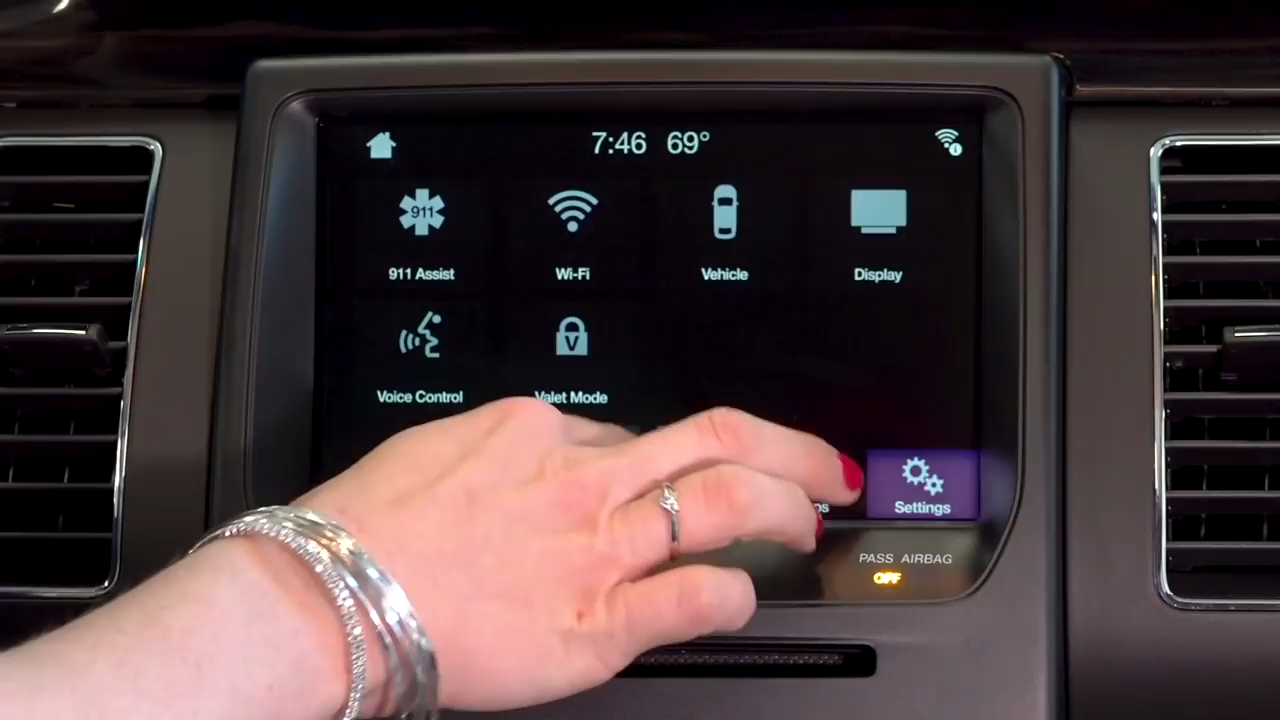 7:46 69°
911
911 Assist
Wi-Fi
Vehicle
Display
V
Voice Control
Valet Mode
Settings
PASS AIRBAG
OFF